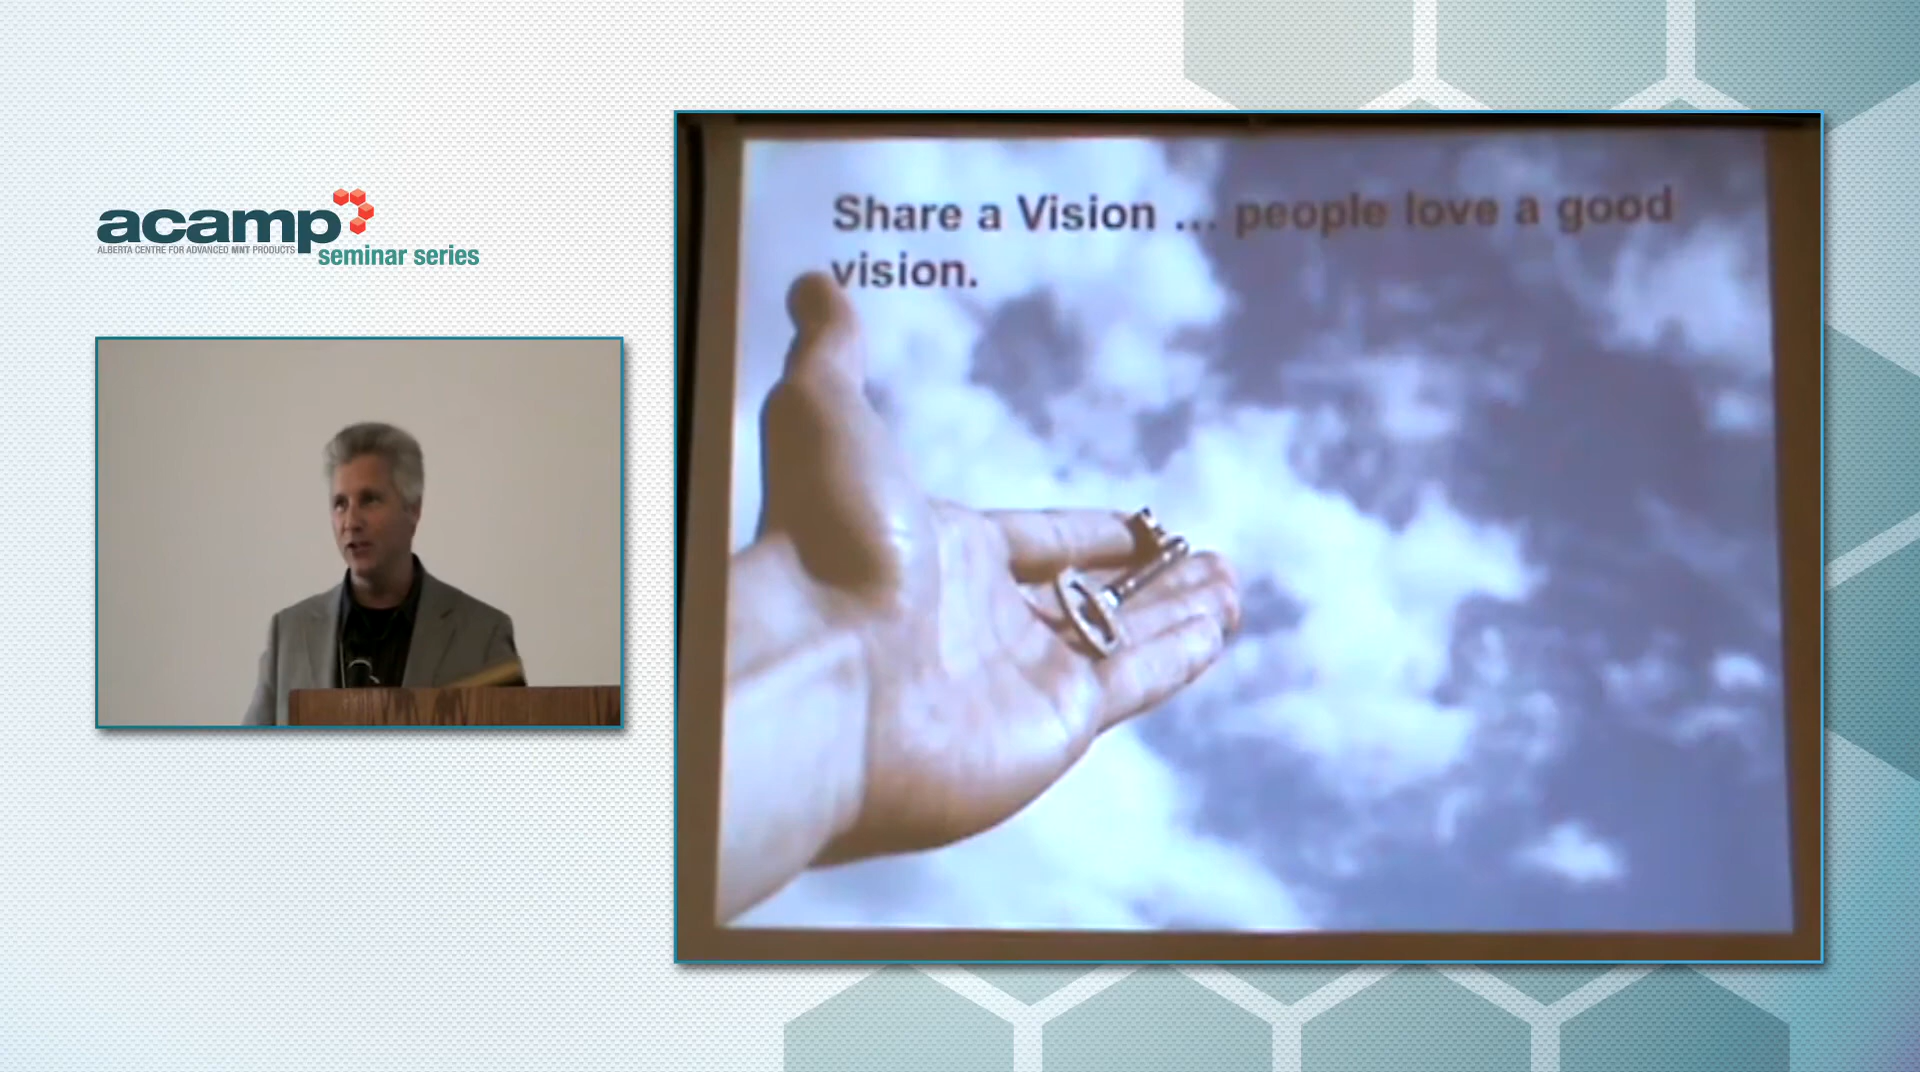 acamp
ALBERTA CENTRE FOR ADVANCED MNT PRODUCTS
seminar series
Share a Vision ... people love a good
vision.